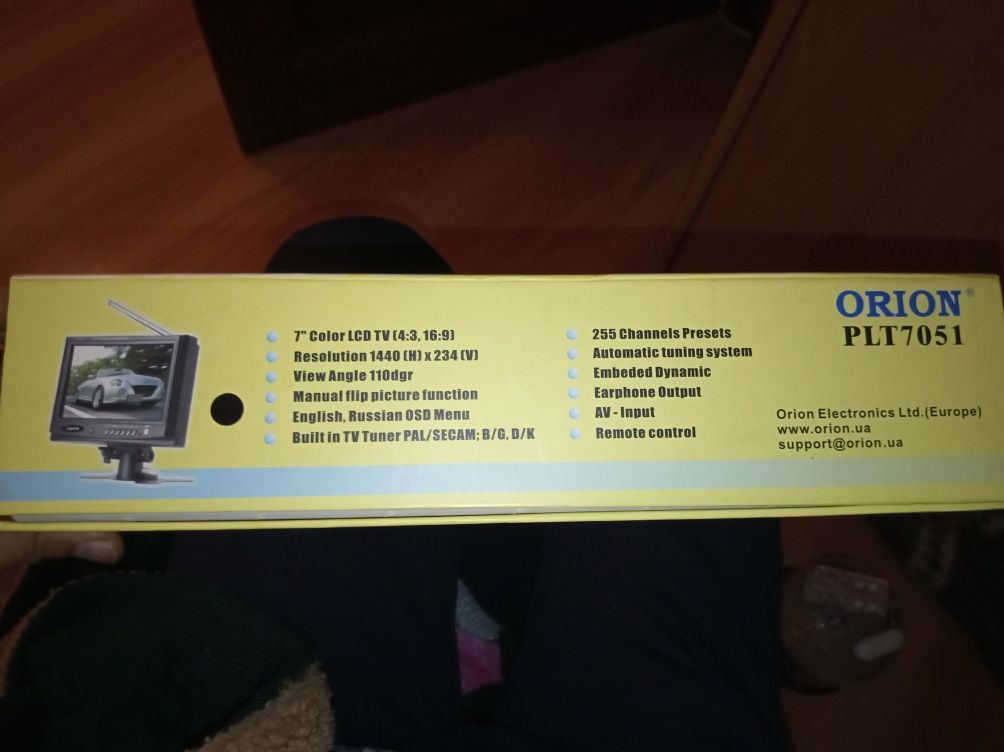 7" Color LCD TV (4:3, 16:9)
Resolution 1440 (H) x 234 (V)
View Angle 110dgr
Manual flip picture function
English, Russian OSD Menu
Built in TV Tuner PAL/SECAM; B/G, D/K
255 Channels Presets
Automatic tuning system
Embeded Dynamic
Earphone Output
AV - Input
Remote control
ORION®
PLT7051
Orion Electronics Ltd.(Europe)
www.orion.ua
support@orion.ua